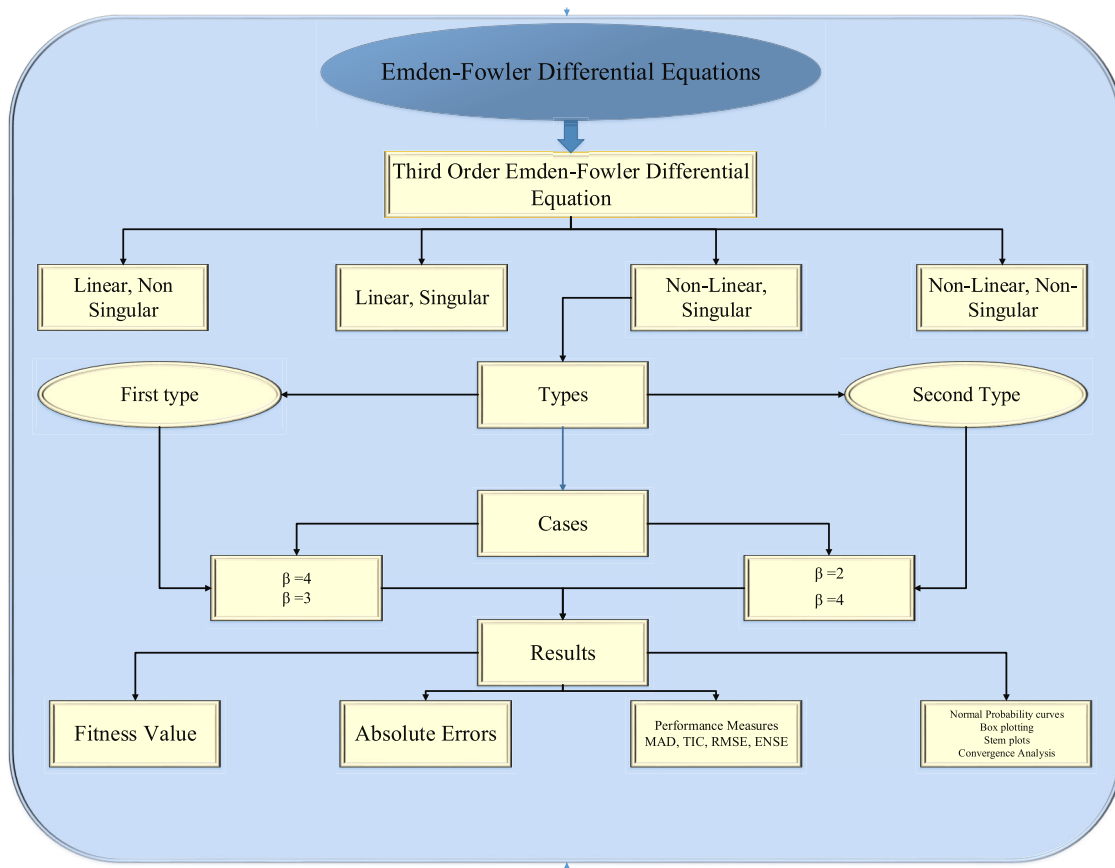 Emden-Fowler Differential Equations
Third Order Emden-Fowler Differential
Equation
Linear, Non
Singular
Linear, Singular
Non-Linear,
Singular
Non-Linear, Non-
Singular
First type
Types
Second Type
Cases
β =4
β =3
β =2
β =4
Results
Fitness Value
Absolute Errors
Performance Measures
MAD, TIC, RMSE, ENSE
Normal Probability curves
Box plotting
Stem plots
Convergence Analysis